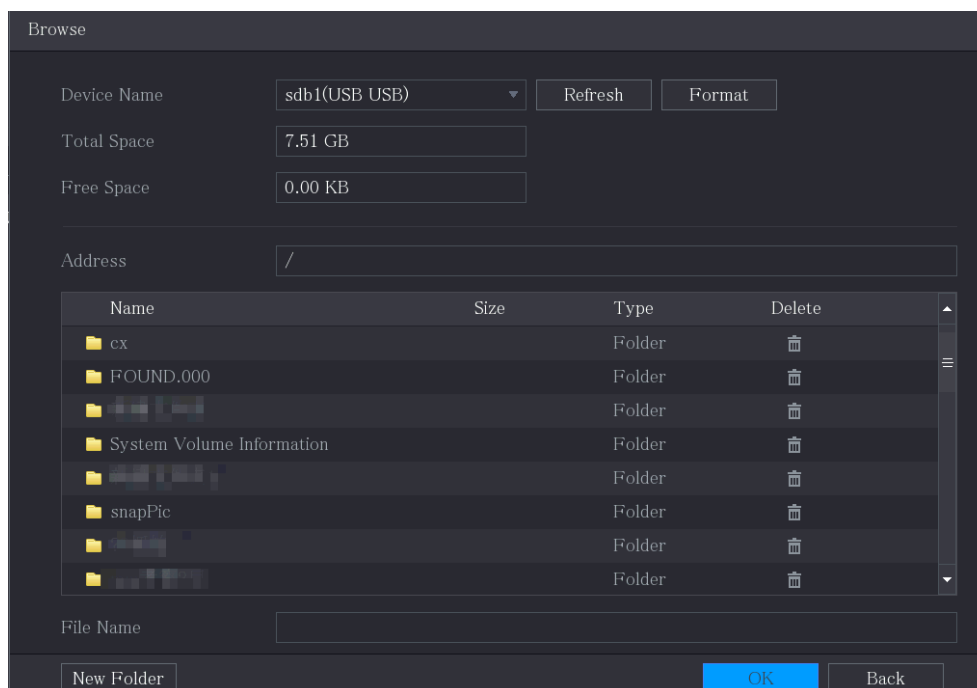 Browse
Device Name sdb1(USB USB) Refresh Format
Total Space 7.51 GB
Free Space 0.00 KB
Address /
Name Size Type Delete
cx Folder
FOUND.000 Folder
Folder
System Volume Information Folder
Folder
snapPic Folder
Folder
Folder
File Name
New Folder OK Back